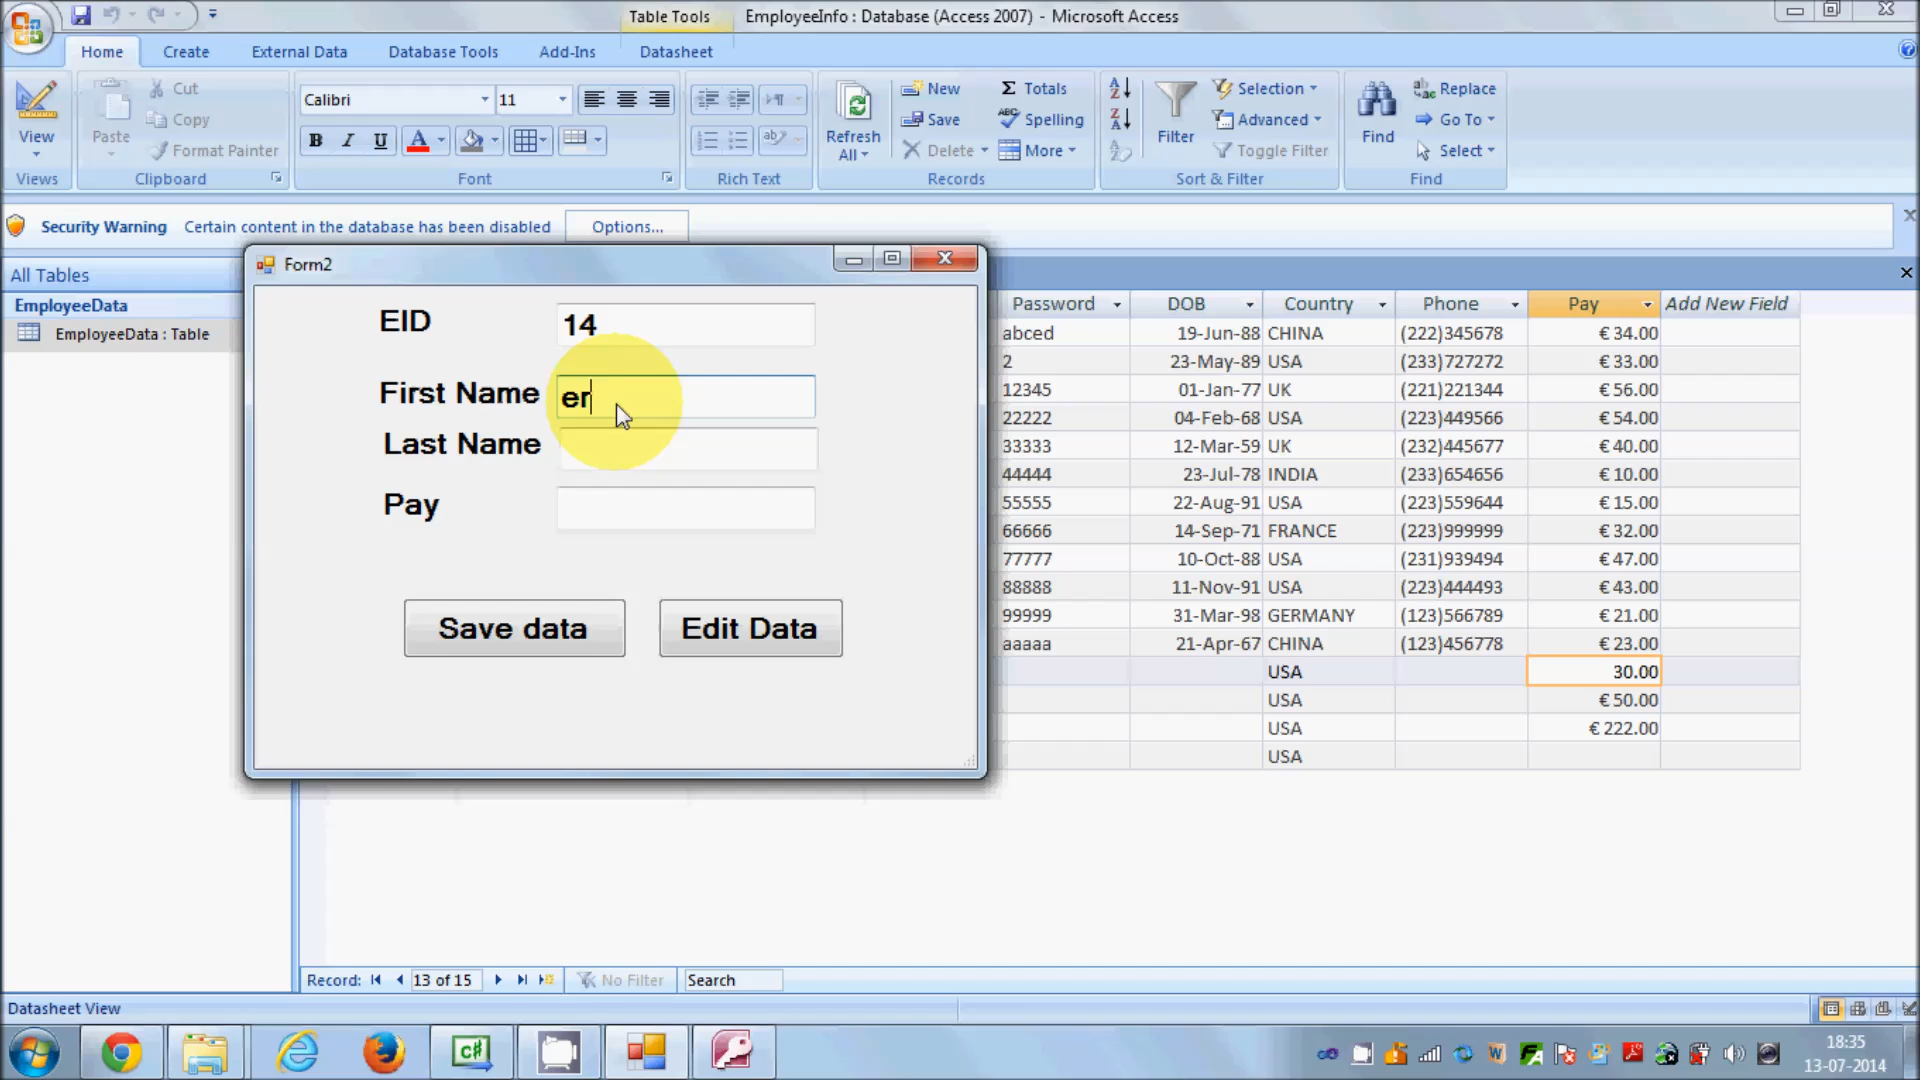 Table Tools
EmployeeInfo : Database (Access 2007) - Microsoft Access
Home
Create
External Data
Database Tools
Add-Ins
Datasheet
View
Views
Paste
Cut
Copy
Format Painter
Clipboard
Calibri
11
B I U A
Font
Rich Text
Refresh
All
New
Save
Delete
Totals
Spelling
More
Records
Filter
Selection
Advanced
Toggle Filter
Sort & Filter
Find
Replace
Go To
Select
Find
Security Warning Certain content in the database has been disabled Options...
All Tables
EmployeeData
EmployeeData : Table
Form2
EID 14
First Name er
Last Name
Pay
Save data Edit Data
Password DOB Country Phone Pay Add New Field
abced 19-Jun-88 CHINA (222)345678 € 34.00
2 23-May-89 USA (233)727272 € 33.00
12345 01-Jan-77 UK (221)221344 € 56.00
22222 04-Feb-68 USA (223)449566 € 54.00
33333 12-Mar-59 UK (232)445677 € 40.00
44444 23-Jul-78 INDIA (233)654656 € 10.00
55555 22-Aug-91 USA (223)559644 € 15.00
66666 14-Sep-71 FRANCE (223)999999 € 32.00
77777 10-Oct-88 USA (231)939494 € 47.00
88888 11-Nov-91 USA (223)444493 € 43.00
99999 31-Mar-98 GERMANY (123)566789 € 21.00
aaaaa 21-Apr-67 CHINA (123)456778 € 23.00
USA 30.00
USA € 50.00
USA € 222.00
USA
Record: 13 of 15 No Filter Search
Datasheet View
18:35
13-07-2014